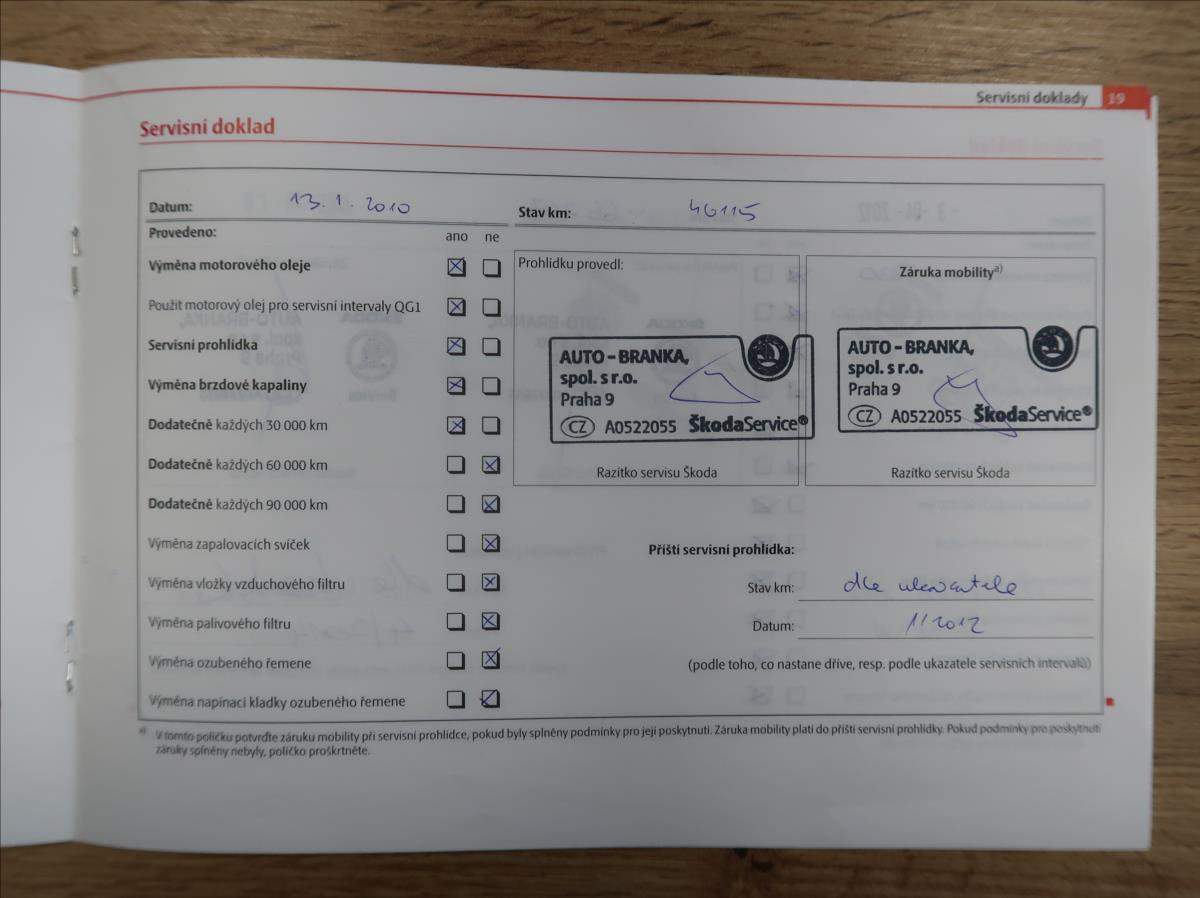 Servisní doklady 19
Servisní doklad
Datum: 13. 1. 2010 Stav km: 46115
Provedeno: ano ne
Výměna motorového oleje
Použit motorový olej pro servisní intervaly QG1
Servisní prohlídka
Výměna brzdové kapaliny
Dodatečně každých 30 000 km
Dodatečně každých 60 000 km
Dodatečně každých 90 000 km
Výměna zapalovacích svíček
Výměna vložky vzduchového filtru
Výměna palivového filtru
Výměna ozubeného řemene
Výměna napínací kladky ozubeného řemene
Prohlídku provedl:
AUTO – BRANKA,
spol. s r.o.
Praha 9
CZ A0522055 ŠkodaService®
Razítko servisu Škoda
Záruka mobility a)
AUTO – BRANKA,
spol. s r.o.
Praha 9
CZ A0522055 ŠkodaService®
Razítko servisu Škoda
Příští servisní prohlídka:
Stav km: dle ukazatele
Datum: 1/2012
(podle toho, co nastane dříve, resp. podle ukazatele servisních intervalů)
a) V tomto políčku potvrďte záruku mobility při servisní prohlídce, pokud byly splněny podmínky pro její poskytnutí. Záruka mobility platí do příští servisní prohlídky. Pokud podmínky pro poskytnutí
záruky splněny nebyly, políčko proškrtněte.